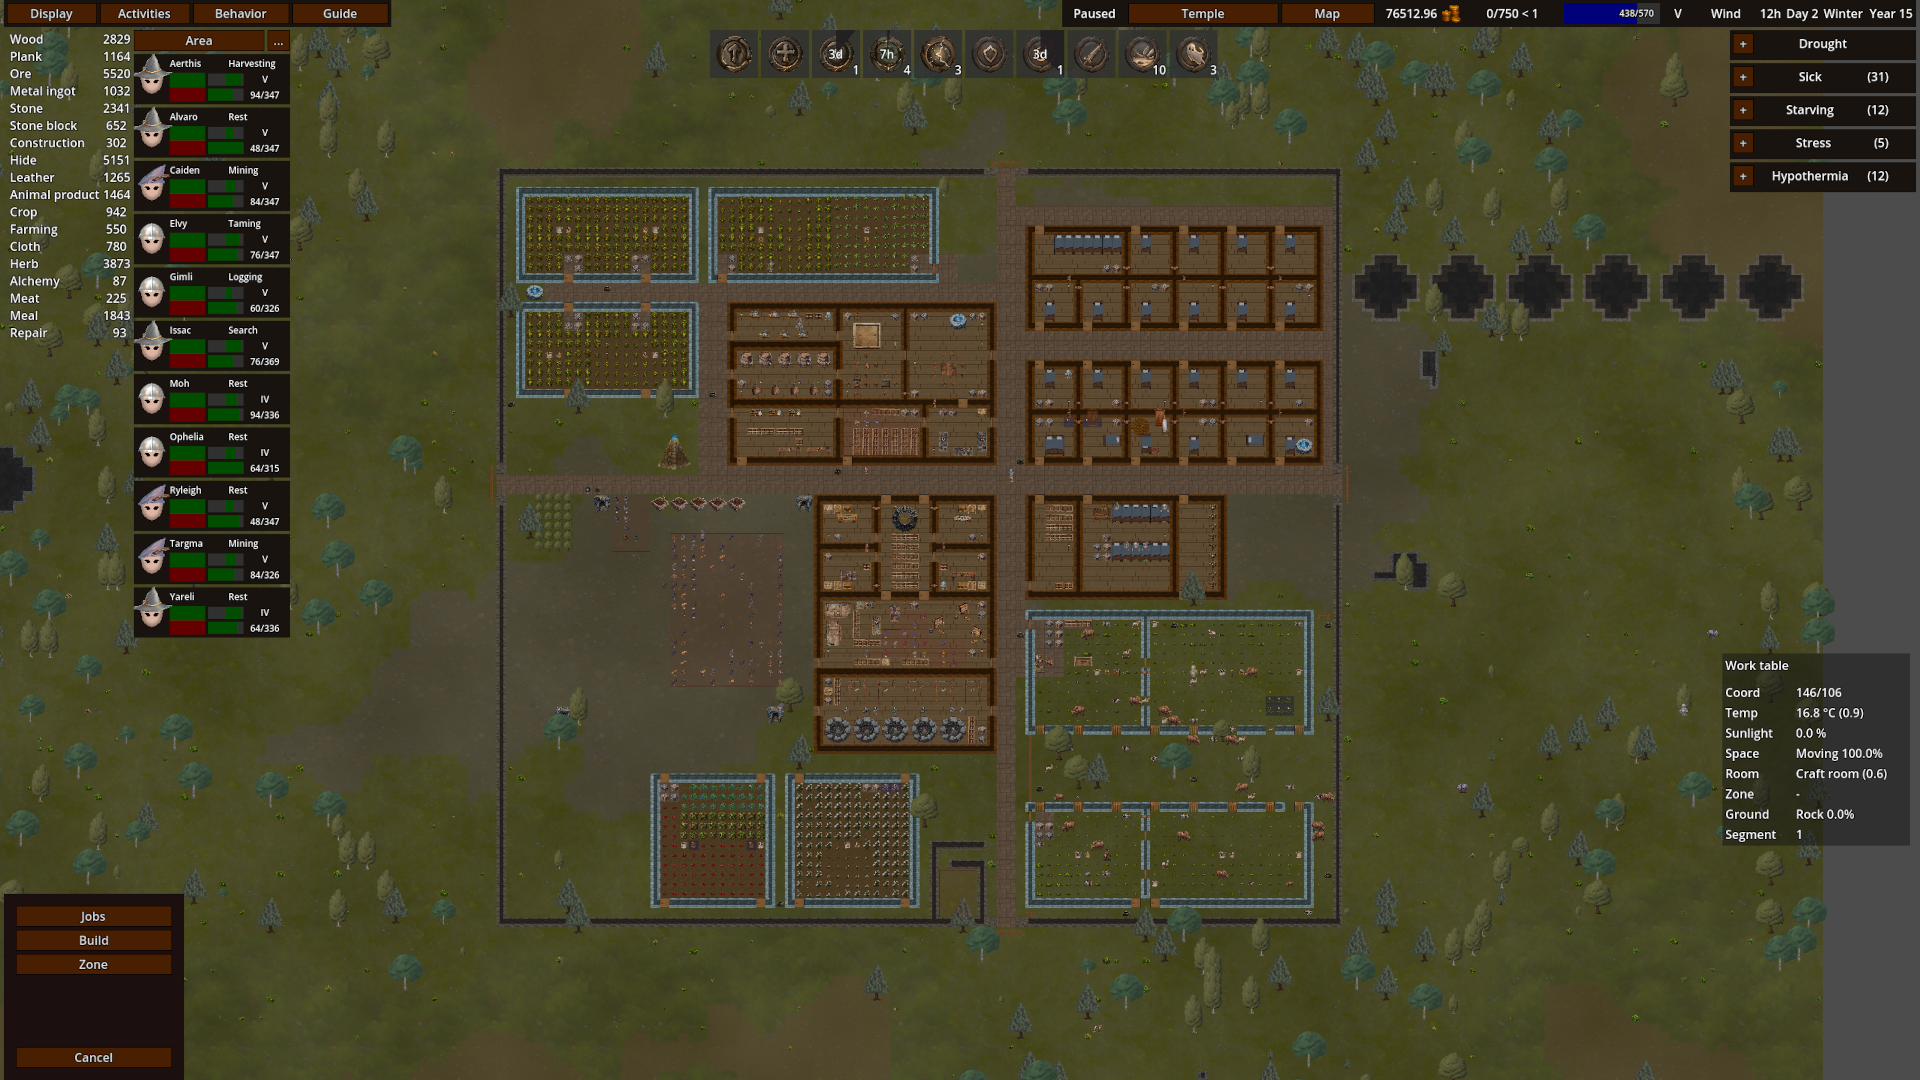 Display Activities Behavior Guide
Paused Temple Map 76512.96 0/750 < 1 438/570 V Wind 12h Day 2 Winter Year 15
Wood 2829
Plank 1164
Ore 5520
Metal ingot 1032
Stone 2341
Stone block 652
Construction 302
Hide 5151
Leather 1265
Animal product 1464
Crop 942
Farming 550
Cloth 780
Herb 3873
Alchemy 87
Meat 225
Meal 1843
Repair 93
Area ...
Aerthis Harvesting
V
94/347
Alvaro Rest
V
48/347
Caiden Mining
V
84/347
Elvy Taming
V
76/347
Gimli Logging
V
60/326
Issac Search
V
76/369
Moh Rest
IV
94/336
Ophelia Rest
IV
64/315
Ryleigh Rest
V
48/347
Targma Mining
V
84/326
Yareli Rest
IV
64/336
3d 7h 3d
1 4 3 1 10 3
+ Drought
+ Sick (31)
+ Starving (12)
+ Stress (5)
+ Hypothermia (12)
Work table
Coord 146/106
Temp 16.8 °C (0.9)
Sunlight 0.0 %
Space Moving 100.0%
Room Craft room (0.6)
Zone -
Ground Rock 0.0%
Segment 1
Jobs
Build
Zone
Cancel